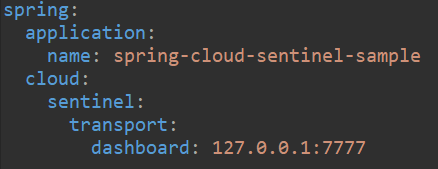 spring:
  application:
    name: spring-cloud-sentinel-sample
  cloud:
    sentinel:
      transport:
        dashboard: 127.0.0.1:7777